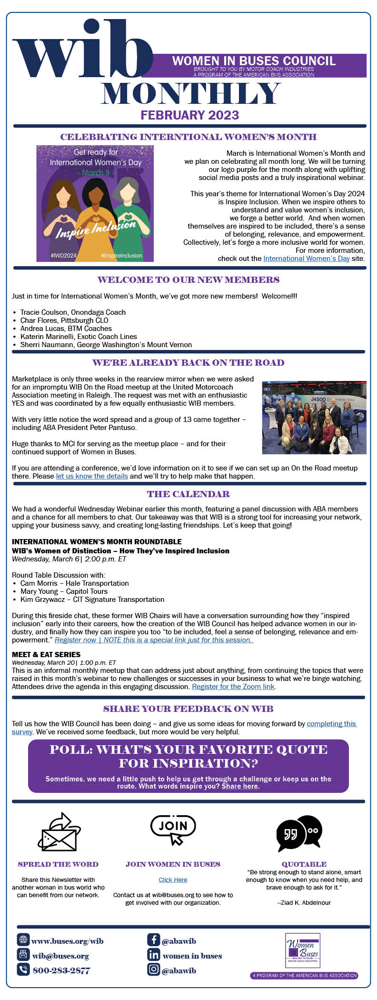 wib
WOMEN IN BUSES COUNCIL
BROUGHT TO YOU BY MOTOR COACH INDUSTRIES
A PROGRAM OF THE AMERICAN BUS ASSOCIATION
MONTHLY
FEBRUARY 2023
CELEBRATING INTERNTIONAL WOMEN'S MONTH
Get ready for
International Women's Day
- March 8 -
Inspire Inclusion
#IWD2024
#InspireInclusion
March is International Women's Month and
we plan on celebrating all month long. We will be turning
our logo purple for the month along with uplifting
social media posts and a truly inspirational webinar.
This year's theme for International Women's Day 2024
is Inspire Inclusion. When we inspire others to
understand and value women's inclusion,
we forge a better world.  And when women
themselves are inspired to be included, there's a sense
of belonging, relevance, and empowerment.
Collectively, let's forge a more inclusive world for women.
For more information,
check out the International Women's Day site.
WELCOME TO OUR NEW MEMBERS
Just in time for International Women's Month, we've got more new members!  Welcome!!!
• Tracie Coulson, Onondaga Coach
• Char Flores, Pittsburgh CLO
• Andrea Lucas, BTM Coaches
• Katerin Marinelli, Exotic Coach Lines
• Sherri Naumann, George Washington's Mount Vernon
WE'RE ALREADY BACK ON THE ROAD
Marketplace is only three weeks in the rearview mirror when we were asked
for an impromptu WIB On the Road meetup at the United Motorcoach
Association meeting in Raleigh. The request was met with an enthusiastic
YES and was coordinated by a few equally enthusiastic WIB members.
With very little notice the word spread and a group of 13 came together –
including ABA President Peter Pantuso.
Huge thanks to MCI for serving as the meetup place – and for their
continued support of Women in Buses.
MCI
J4500
If you are attending a conference, we'd love information on it to see if we can set up an On the Road meetup
there. Please let us know the details and we'll try to help make that happen.
THE CALENDAR
We had a wonderful Wednesday Webinar earlier this month, featuring a panel discussion with ABA members
and a chance for all members to chat. Our takeaway was that WIB is a strong tool for increasing your network,
upping your business savvy, and creating long-lasting friendships. Let's keep that going!
INTERNATIONAL WOMEN'S MONTH ROUNDTABLE
WIB's Women of Distinction – How They've Inspired Inclusion
Wednesday, March 6| 2:00 p.m. ET
Round Table Discussion with:
• Cam Morris – Hale Transportation
• Mary Young – Capitol Tours
• Kim Grzywacz – CIT Signature Transportation
During this fireside chat, these former WIB Chairs will have a conversation surrounding how they “inspired
inclusion” early into their careers, how the creation of the WIB Council has helped advance women in our in-
dustry, and finally how they can inspire you too “to be included, feel a sense of belonging, relevance and em-
powerment.” Register now | NOTE this is a special link just for this session.
MEET & EAT SERIES
Wednesday, March 20| 1:00 p.m. ET
This is an informal monthly meetup that can address just about anything, from continuing the topics that were
raised in this month's webinar to new challenges or successes in your business to what we're binge watching.
Attendees drive the agenda in this engaging discussion. Register for the Zoom link.
SHARE YOUR FEEDBACK ON WIB
Tell us how the WIB Council has been doing – and give us some ideas for moving forward by completing this
survey. We've received some feedback, but more would be very helpful.
POLL: WHAT'S YOUR FAVORITE QUOTE
FOR INSPIRATION?
Sometimes, we need a little push to help us get through a challenge or keep us on the
route. What words inspire you? Share here.
JOIN
SPREAD THE WORD
Share this Newsletter with
another woman in bus world who
can benefit from our network.
JOIN WOMEN IN BUSES
Click Here
Contact us at wib@buses.org to see how to
get involved with our organization.
QUOTABLE
“Be strong enough to stand alone, smart
enough to know when you need help, and
brave enough to ask for it.”
--Ziad K. Abdelnour
www.buses.org/wib
wib@buses.org
800-283-2877
@abawib
women in buses
@abawib
Women
IN Buses
BROUGHT TO YOU BY
MOTOR COACH INDUSTRIES
A PROGRAM OF THE AMERICAN BUS ASSOCIATION